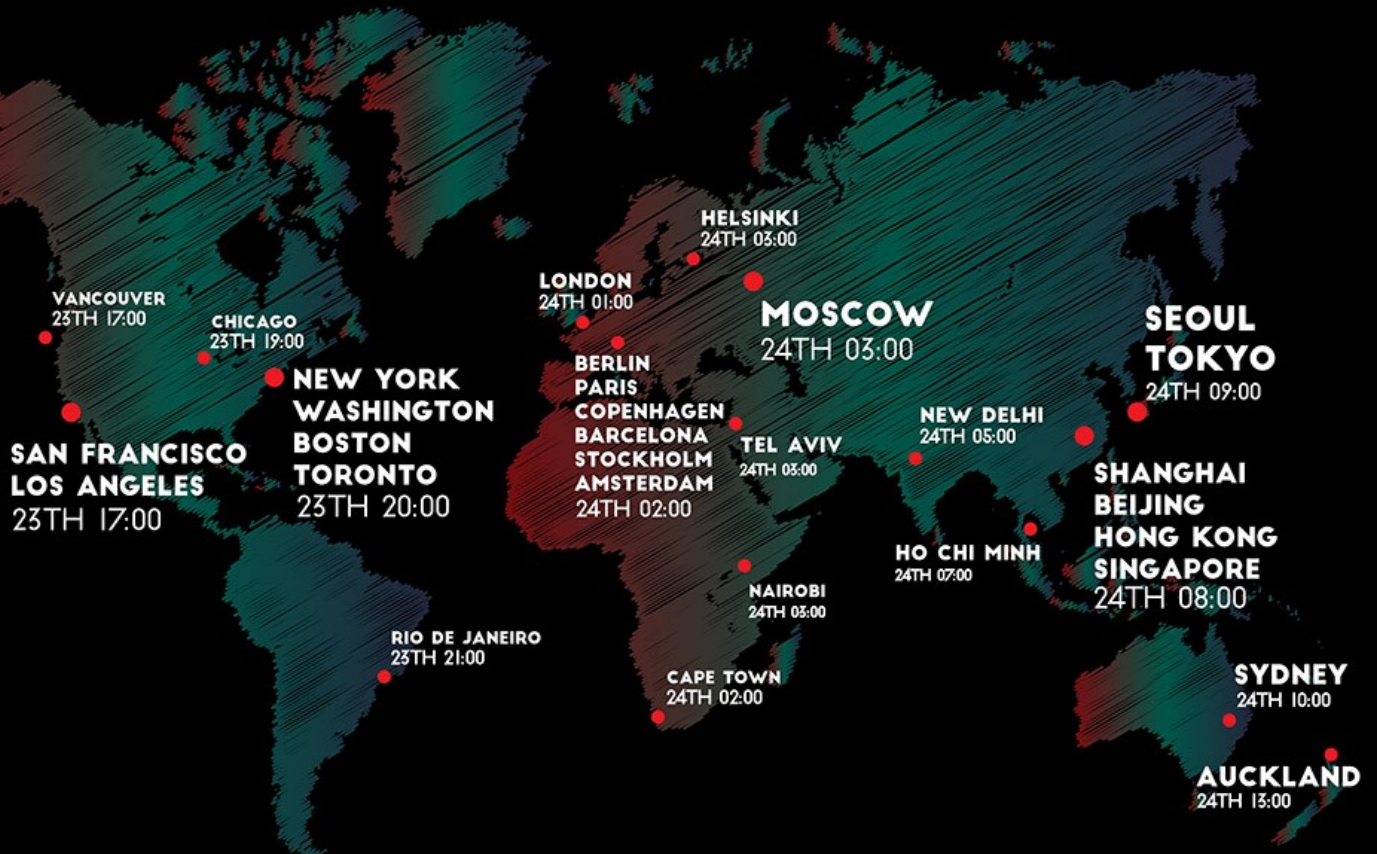 HELSINKI
24TH 03:00
LONDON
24TH 01:00
MOSCOW
24TH 03:00
VANCOUVER
23TH 17:00
CHICAGO
23TH 19:00
SEOUL
TOKYO
24TH 09:00
NEW YORK
WASHINGTON
BOSTON
TORONTO
23TH 20:00
BERLIN
PARIS
COPENHAGEN
BARCELONA
STOCKHOLM
AMSTERDAM
24TH 02:00
TEL AVIV
24TH 03:00
NEW DELHI
24TH 05:00
SAN FRANCISCO
LOS ANGELES
23TH 17:00
SHANGHAI
BEIJING
HONG KONG
SINGAPORE
24TH 08:00
HO CHI MINH
24TH 07:00
NAIROBI
24TH 03:00
RIO DE JANEIRO
23TH 21:00
CAPE TOWN
24TH 02:00
SYDNEY
24TH 10:00
AUCKLAND
24TH 13:00